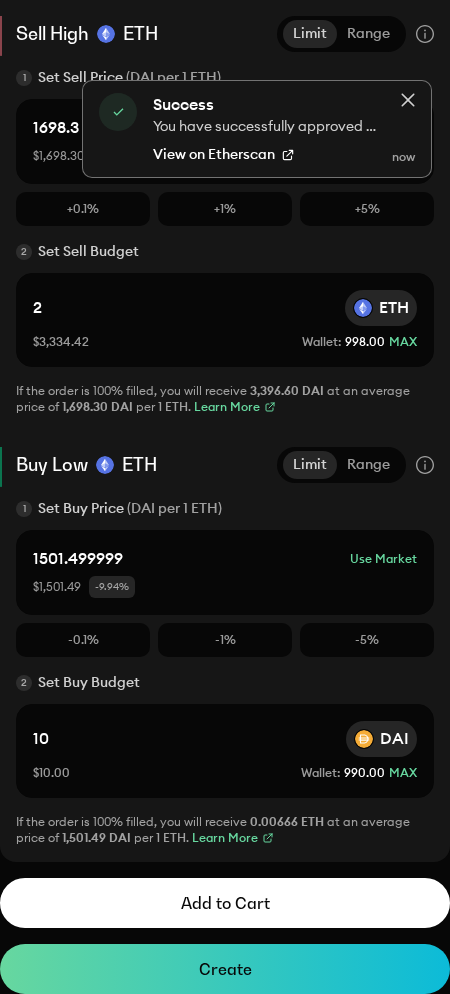 Sell High ETH Limit Range
1 Set Sell Price (DAI per 1 ETH)
Success
You have successfully approved ...
View on Etherscan
now
1698.3
$1,698.30
+0.1% +1% +5%
2 Set Sell Budget
2 ETH
$3,334.42 Wallet: 998.00 MAX
If the order is 100% filled, you will receive 3,396.60 DAI at an average
price of 1,698.30 DAI per 1 ETH. Learn More
Buy Low ETH Limit Range
1 Set Buy Price (DAI per 1 ETH)
1501.499999 Use Market
$1,501.49 -9.94%
-0.1% -1% -5%
2 Set Buy Budget
10 DAI
$10.00 Wallet: 990.00 MAX
If the order is 100% filled, you will receive 0.00666 ETH at an average
price of 1,501.49 DAI per 1 ETH. Learn More
Add to Cart
Create